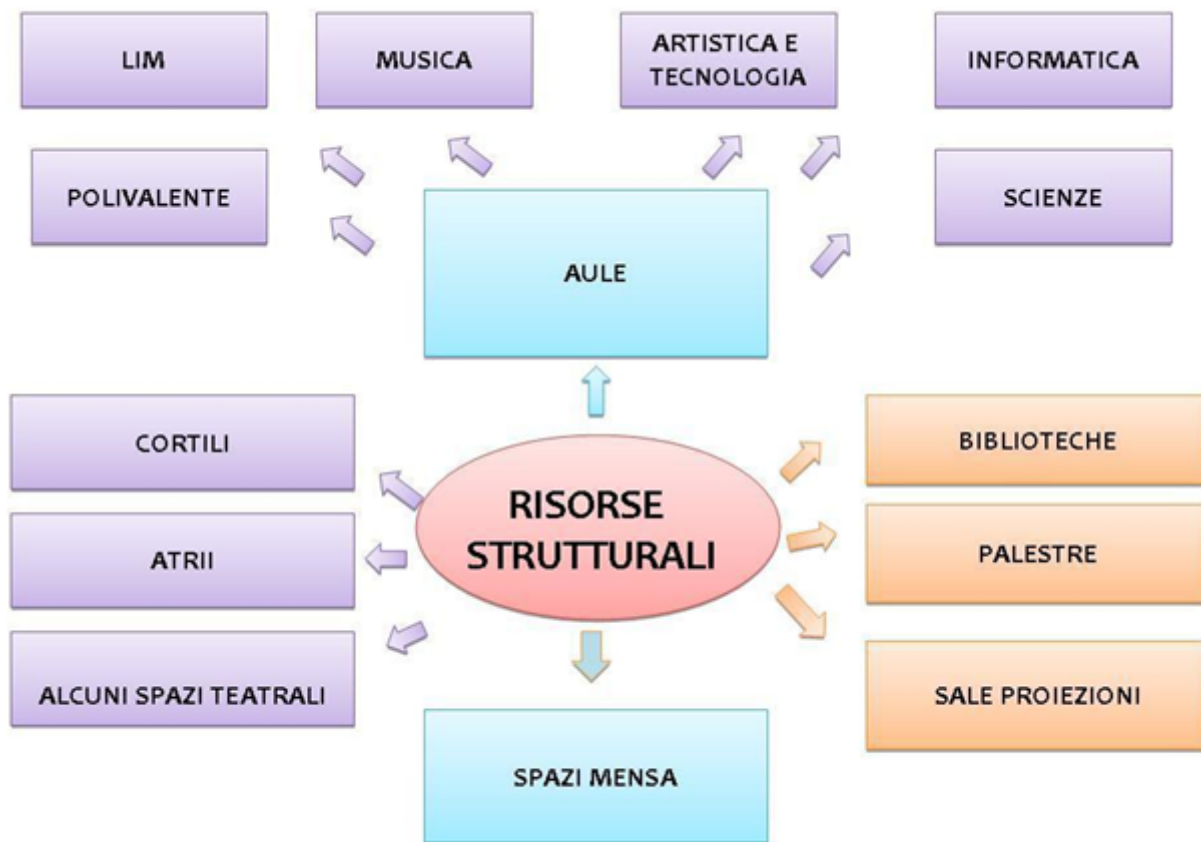 LIM
MUSICA
ARTISTICA E
TECNOLOGIA
INFORMATICA
POLIVALENTE
SCIENZE
AULE
CORTILI
BIBLIOTECHE
RISORSE
STRUTTURALI
ATRII
PALESTRE
ALCUNI SPAZI TEATRALI
SALE PROIEZIONI
SPAZI MENSA